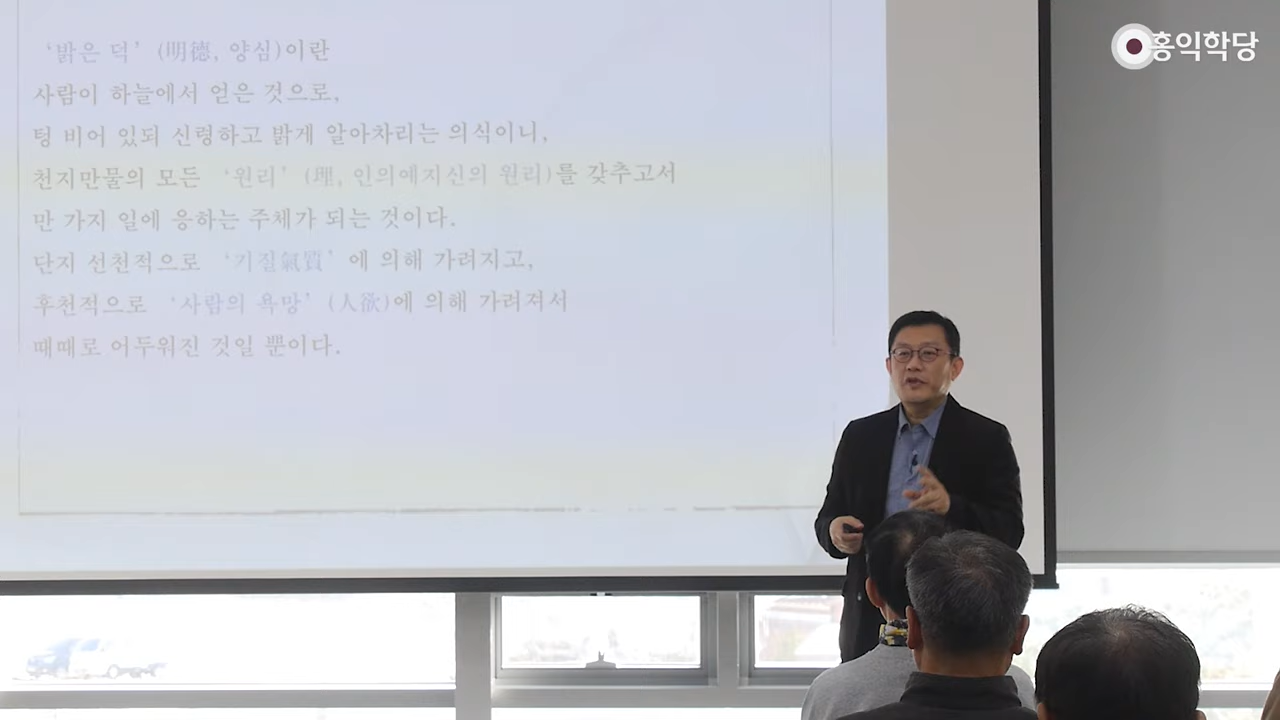 ‘밝은 덕’ (明德, 양심)이란
사람이 하늘에서 얻은 것으로,
텅 비어 있되 신령하고 밝게 알아차리는 의식이니,
천지만물의 모든 ‘원리’ (理, 인의예지신의 원리)를 갖추고서
만 가지 일에 응하는 주체가 되는 것이다.
단지 선천적으로 ‘기질氣質’ 에 의해 가려지고,
후천적으로 ‘사람의 욕망’ (人欲)에 의해 가려져서
때때로 어두워진 것일 뿐이다.
홍익학당